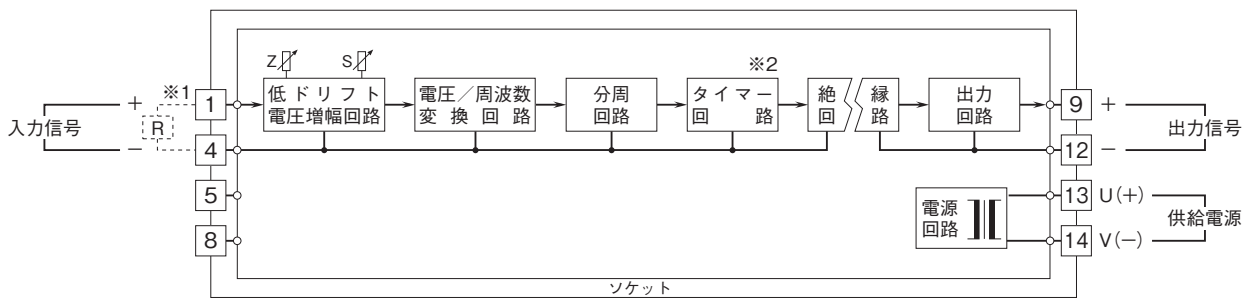 入力信号
+
−
※1
R
1
4
5
8
Z
S
低ドリフト
電圧増幅回路
電圧／周波数
変換回路
分周
回路
※2
タイマー
回路
絶縁
回路
出力
回路
電源
回路
9
+
12
−
出力信号
13
U(+)
14
V(−)
供給電源
ソケット